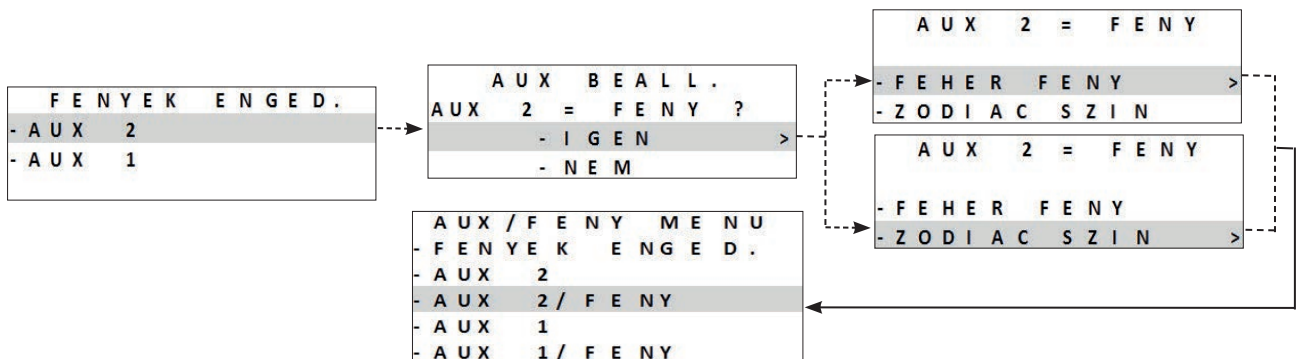 FENYEK ENGED.
-AUX 2
-AUX 1
AUX BEALL.
AUX 2 = FENY ?
- IGEN >
- NEM
AUX 2 = FENY
-FEHER FENY >
-ZODIAC SZIN
AUX 2 = FENY
-FEHER FENY
-ZODIAC SZIN >
AUX/FENY MENU
- FENYEK ENGED.
- AUX 2
- AUX 2/ FENY
- AUX 1
- AUX 1/ FENY